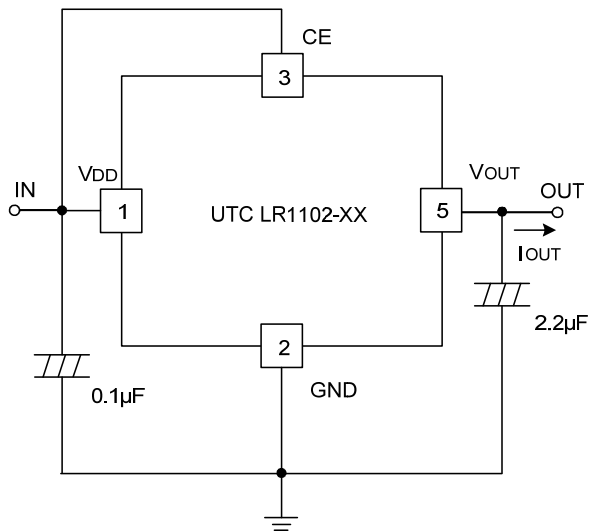 CE
3
VDD
VOUT
IN
1
UTC LR1102-XX
5
OUT
IOUT
2
2.2µF
0.1µF
GND